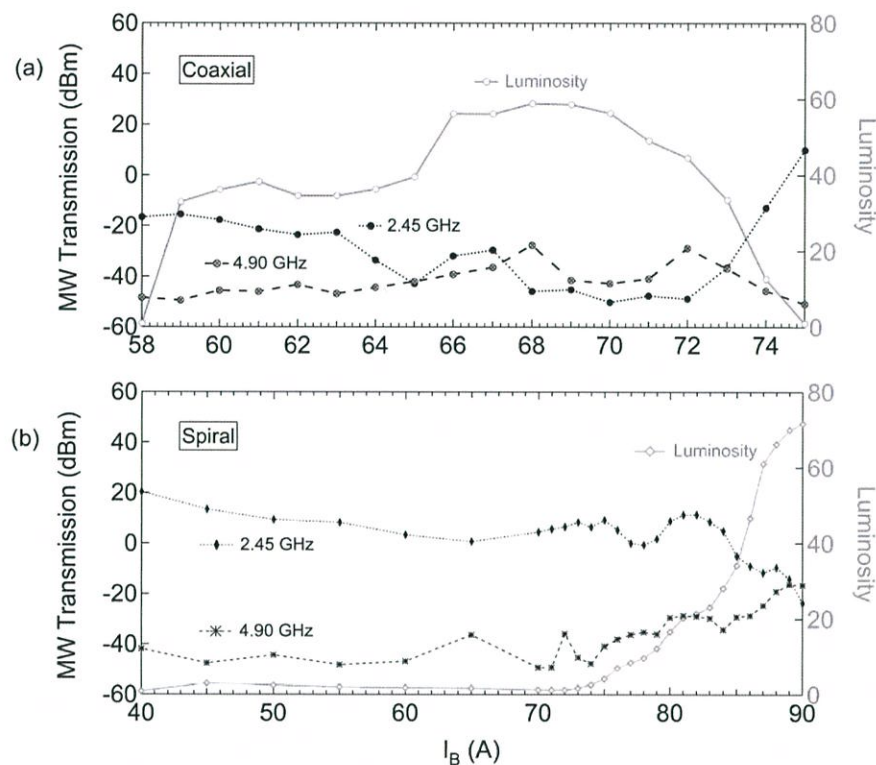 (a)
Coaxial
Luminosity
2.45 GHz
4.90 GHz
MW Transmission (dBm)
60
40
20
0
-20
-40
-60
80
60
40
20
0
Luminosity
58
60
62
64
66
68
70
72
74
(b)
Spiral
Luminosity
2.45 GHz
4.90 GHz
MW Transmission (dBm)
60
40
20
0
-20
-40
-60
80
60
40
20
0
Luminosity
40
50
60
70
80
90
I_B (A)